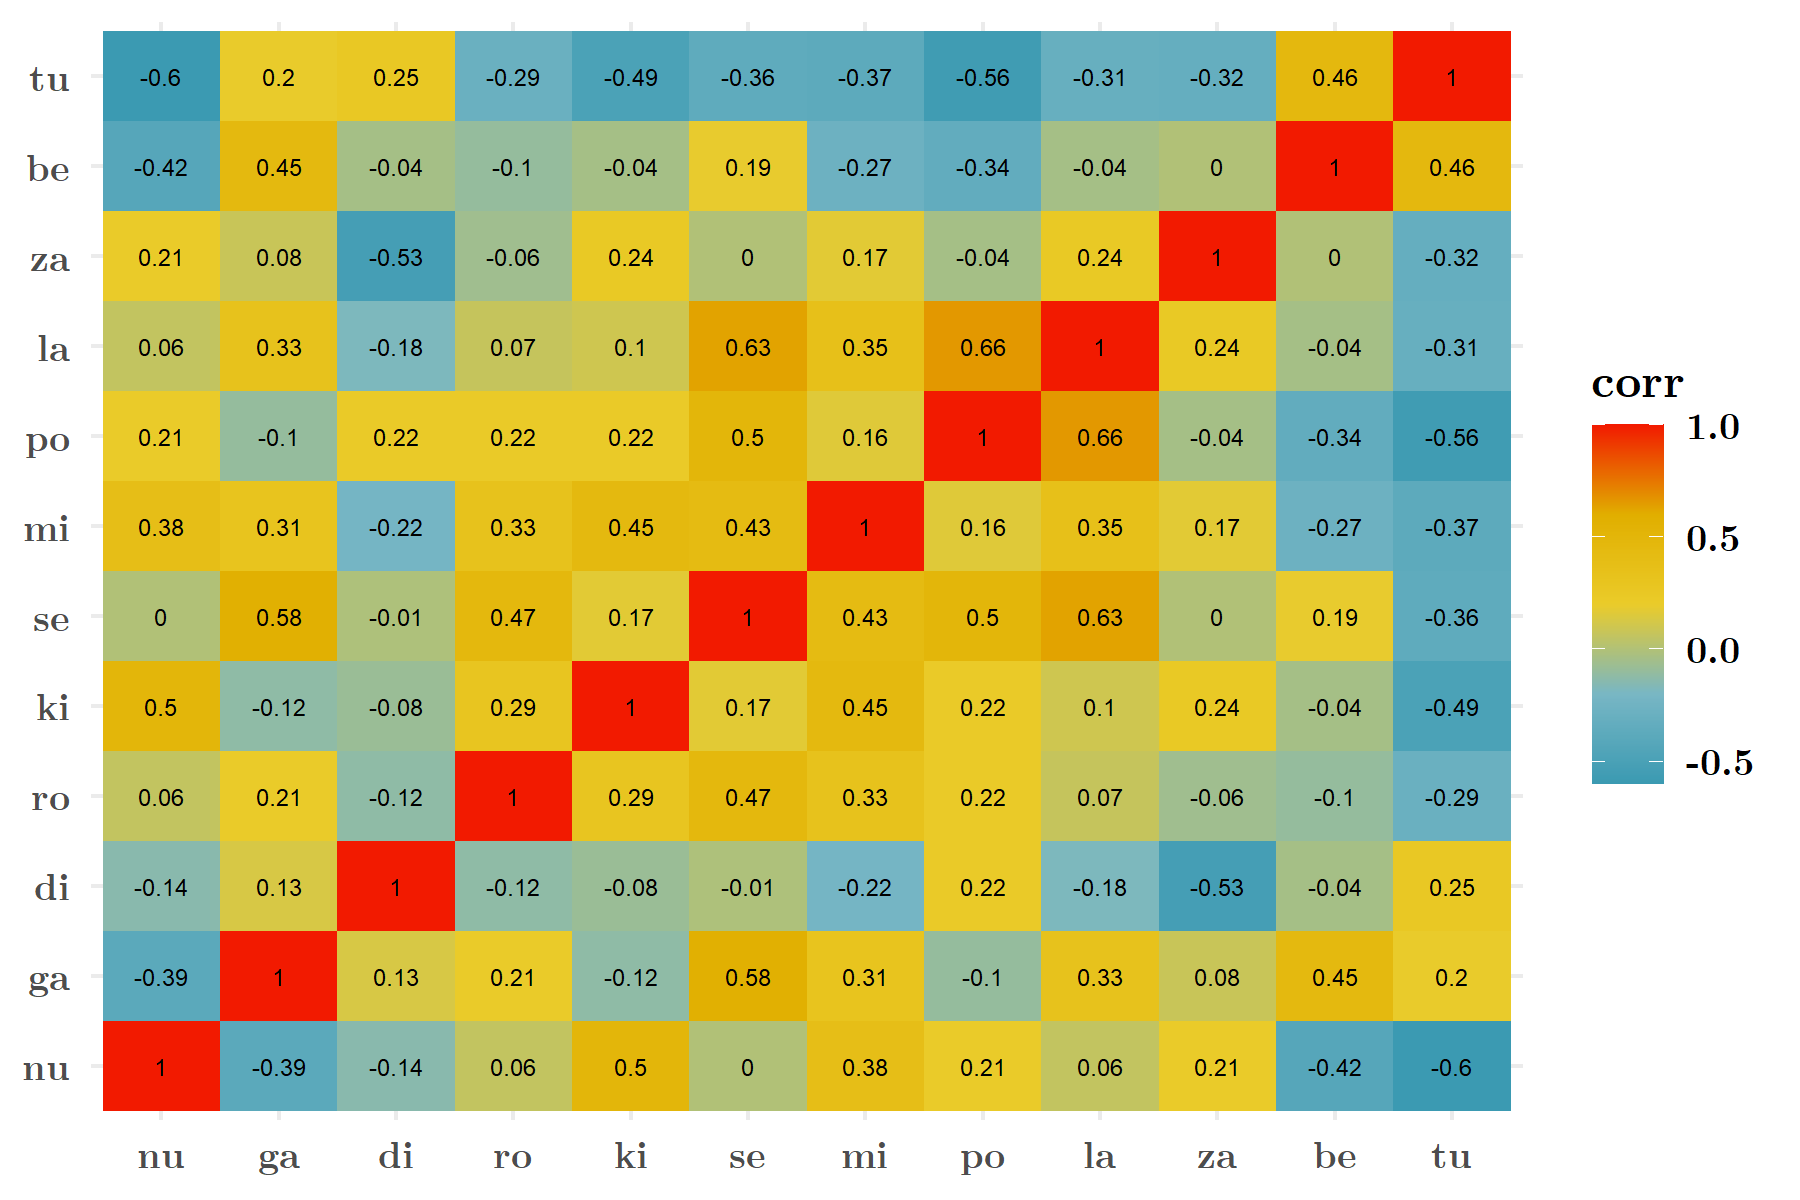 tu -0.6 0.2 0.25 -0.29 -0.49 -0.36 -0.37 -0.56 -0.31 -0.32 0.46 1
be -0.42 0.45 -0.04 -0.1 -0.04 0.19 -0.27 -0.34 -0.04 0 1 0.46
za 0.21 0.08 -0.53 -0.06 0.24 0 0.17 -0.04 0.24 1 0 -0.32
la 0.06 0.33 -0.18 0.07 0.1 0.63 0.35 0.66 1 0.24 -0.04 -0.31
po 0.21 -0.1 0.22 0.22 0.22 0.5 0.16 1 0.66 -0.04 -0.34 -0.56
mi 0.38 0.31 -0.22 0.33 0.45 0.43 1 0.16 0.35 0.17 -0.27 -0.37
se 0 0.58 -0.01 0.47 0.17 1 0.43 0.5 0.63 0 0.19 -0.36
ki 0.5 -0.12 -0.08 0.29 1 0.17 0.45 0.22 0.1 0.24 -0.04 -0.49
ro 0.06 0.21 -0.12 1 0.29 0.47 0.33 0.22 0.07 -0.06 -0.1 -0.29
di -0.14 0.13 1 -0.12 -0.08 -0.01 -0.22 0.22 -0.18 -0.53 -0.04 0.25
ga -0.39 1 0.13 0.21 -0.12 0.58 0.31 -0.1 0.33 0.08 0.45 0.2
nu 1 -0.39 -0.14 0.06 0.5 0 0.38 0.21 0.06 0.21 -0.42 -0.6
nu ga di ro ki se mi po la za be tu
corr
1.0
0.5
0.0
-0.5